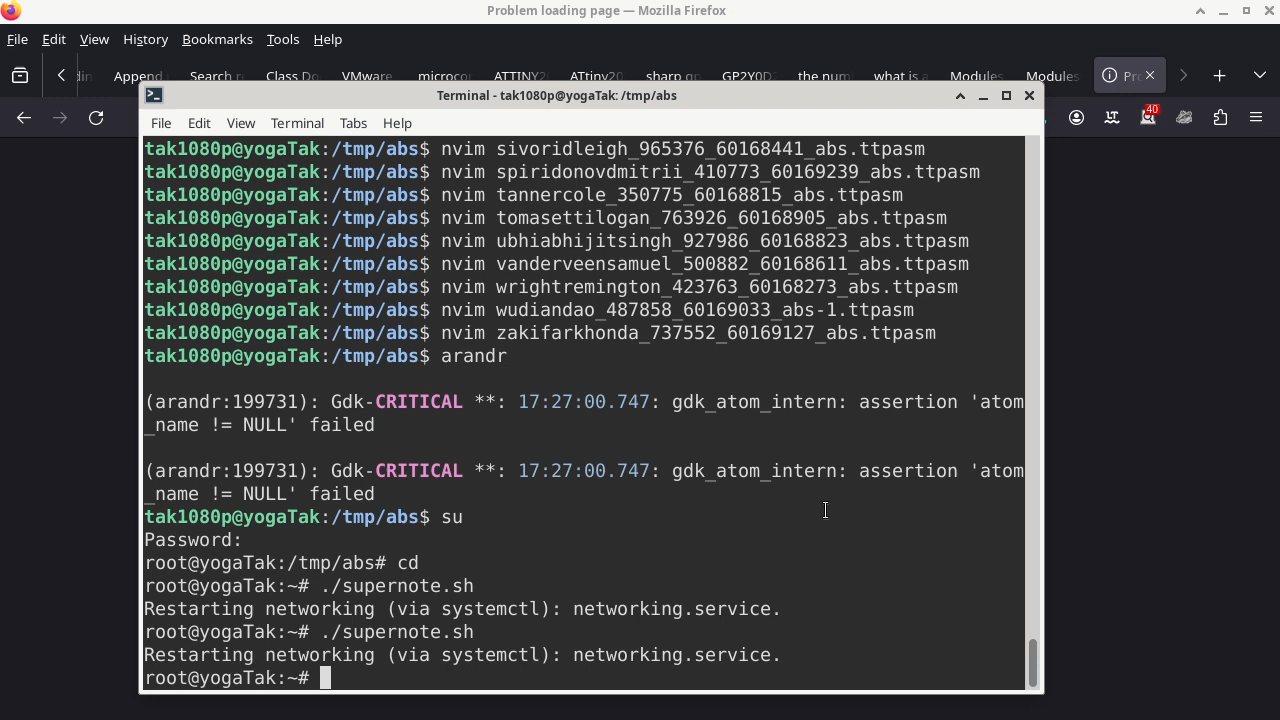 Problem loading page — Mozilla Firefox
File Edit View History Bookmarks Tools Help
Append Search Class Do VMware microco ATTINY2 ATtiny20 sharp gp GP2Y0D the num what is a Modules Modules Pro
40
Terminal - tak1080p@yogaTak: /tmp/abs
File Edit View Terminal Tabs Help
tak1080p@yogaTak:/tmp/abs$ nvim sivoridleigh_965376_60168441_abs.ttpasm
tak1080p@yogaTak:/tmp/abs$ nvim spiridonovdmitrii_410773_60169239_abs.ttpasm
tak1080p@yogaTak:/tmp/abs$ nvim tannercole_350775_60168815_abs.ttpasm
tak1080p@yogaTak:/tmp/abs$ nvim tomasettilogan_763926_60168905_abs.ttpasm
tak1080p@yogaTak:/tmp/abs$ nvim ubhiabhijitsingh_927986_60168823_abs.ttpasm
tak1080p@yogaTak:/tmp/abs$ nvim vanderveensamuel_500882_60168611_abs.ttpasm
tak1080p@yogaTak:/tmp/abs$ nvim wrightremington_423763_60168273_abs.ttpasm
tak1080p@yogaTak:/tmp/abs$ nvim wudiandao_487858_60169033_abs-1.ttpasm
tak1080p@yogaTak:/tmp/abs$ nvim zakifarkhonda_737552_60169127_abs.ttpasm
tak1080p@yogaTak:/tmp/abs$ arandr
(arandr:199731): Gdk-CRITICAL **: 17:27:00.747: gdk_atom_intern: assertion 'atom
_name != NULL' failed
(arandr:199731): Gdk-CRITICAL **: 17:27:00.747: gdk_atom_intern: assertion 'atom
_name != NULL' failed
tak1080p@yogaTak:/tmp/abs$ su
Password:
root@yogaTak:/tmp/abs# cd
root@yogaTak:~# ./supernote.sh
Restarting networking (via systemctl): networking.service.
root@yogaTak:~# ./supernote.sh
Restarting networking (via systemctl): networking.service.
root@yogaTak:~#